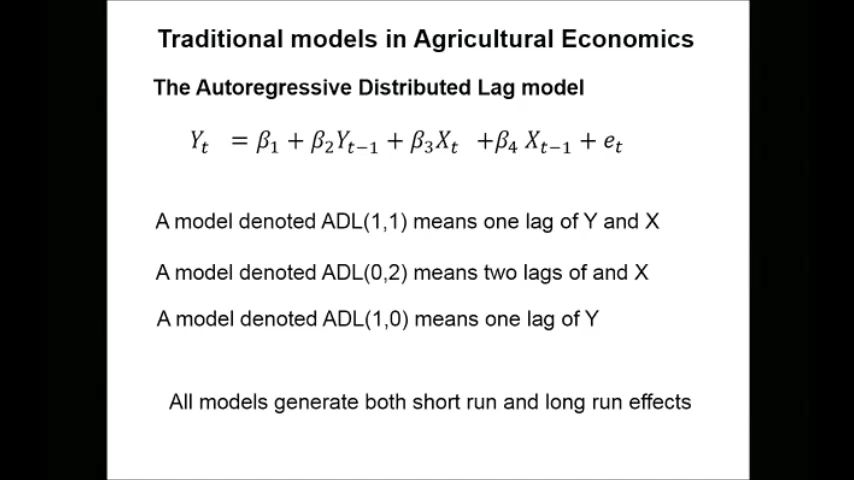 Traditional models in Agricultural Economics
The Autoregressive Distributed Lag model
Yₜ = β₁ + β₂Yₜ₋₁ + β₃Xₜ +β₄ Xₜ₋₁ + eₜ
A model denoted ADL(1,1) means one lag of Y and X
A model denoted ADL(0,2) means two lags of and X
A model denoted ADL(1,0) means one lag of Y
All models generate both short run and long run effects